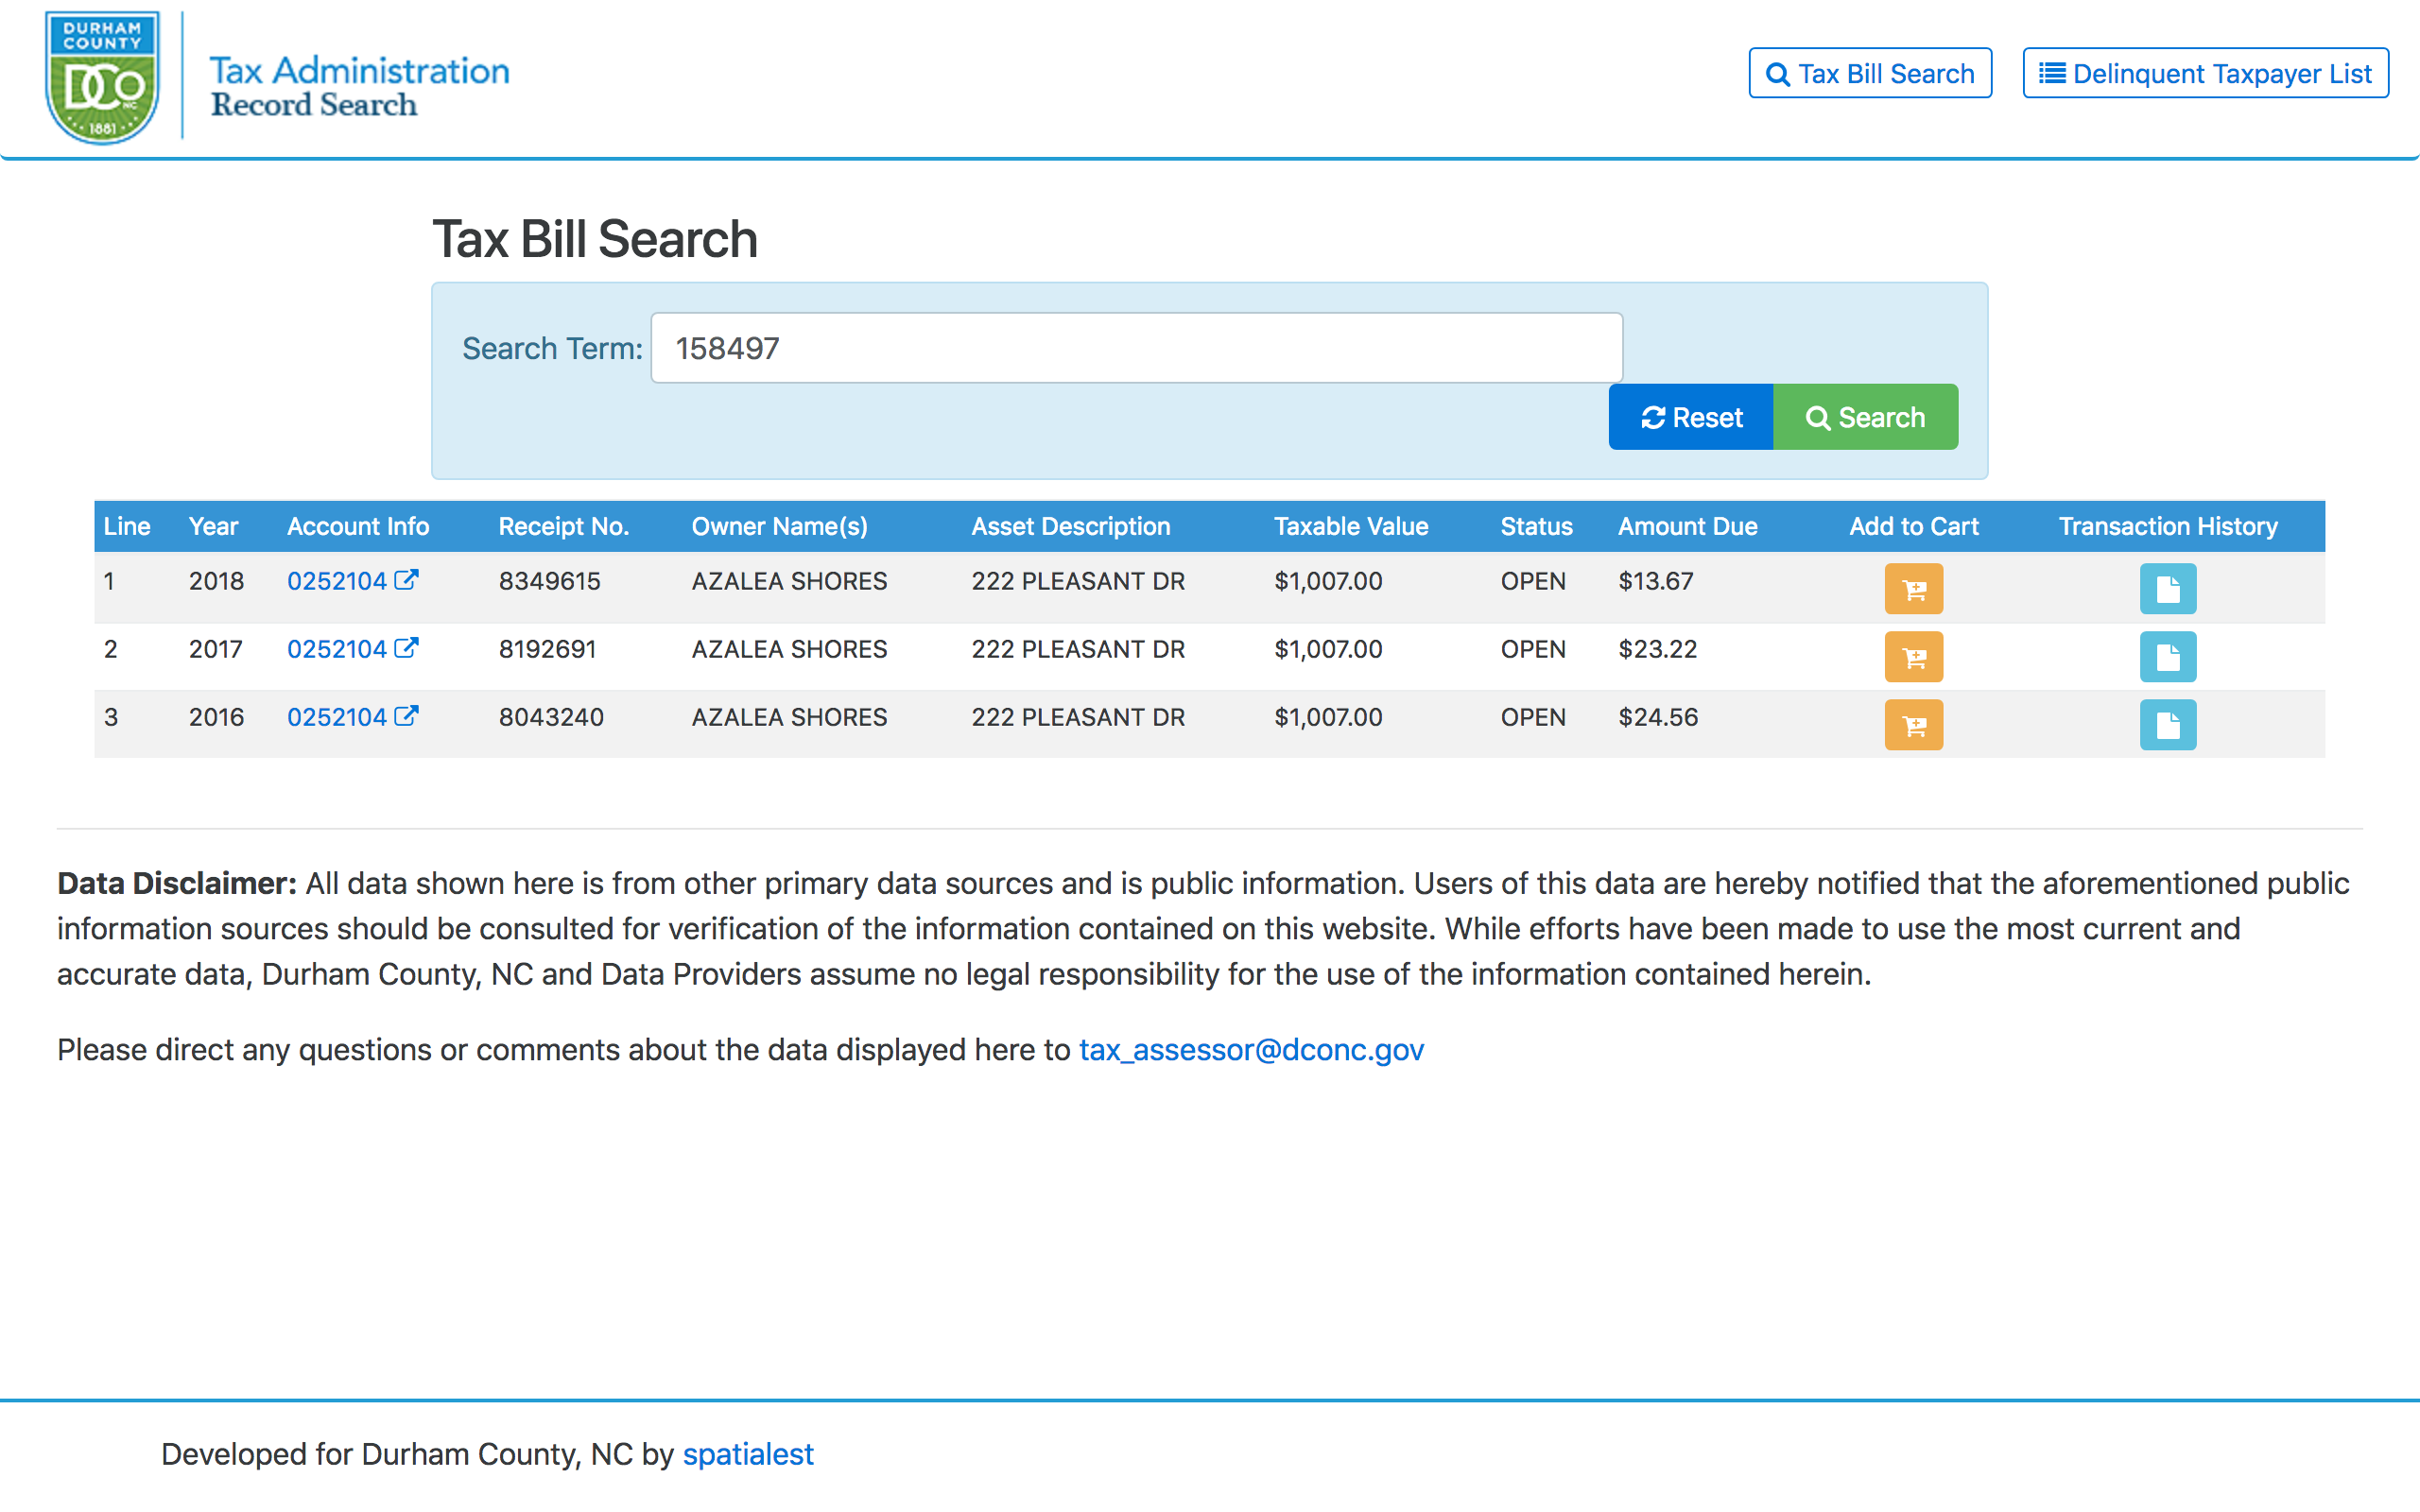 DURHAM
COUNTY
DCo
NC
1881
Tax Administration
Record Search
Tax Bill Search
Delinquent Taxpayer List
Tax Bill Search
Search Term: 158497
Reset Search
Line Year Account Info Receipt No. Owner Name(s) Asset Description Taxable Value Status Amount Due Add to Cart Transaction History
1 2018 0252104 8349615 AZALEA SHORES 222 PLEASANT DR $1,007.00 OPEN $13.67
2 2017 0252104 8192691 AZALEA SHORES 222 PLEASANT DR $1,007.00 OPEN $23.22
3 2016 0252104 8043240 AZALEA SHORES 222 PLEASANT DR $1,007.00 OPEN $24.56
Data Disclaimer: All data shown here is from other primary data sources and is public information. Users of this data are hereby notified that the aforementioned public
information sources should be consulted for verification of the information contained on this website. While efforts have been made to use the most current and
accurate data, Durham County, NC and Data Providers assume no legal responsibility for the use of the information contained herein.
Please direct any questions or comments about the data displayed here to tax_assessor@dconc.gov
Developed for Durham County, NC by spatialest